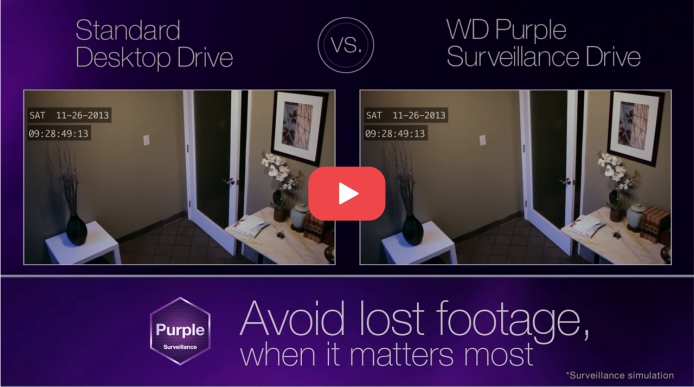 Standard
Desktop Drive
VS.
WD Purple
Surveillance Drive
SAT 11-26-2013
09:28:49:13
SAT 11-26-2013
09:28:49:13
Purple
Surveillance
Avoid lost footage,
when it matters most
*Surveillance simulation